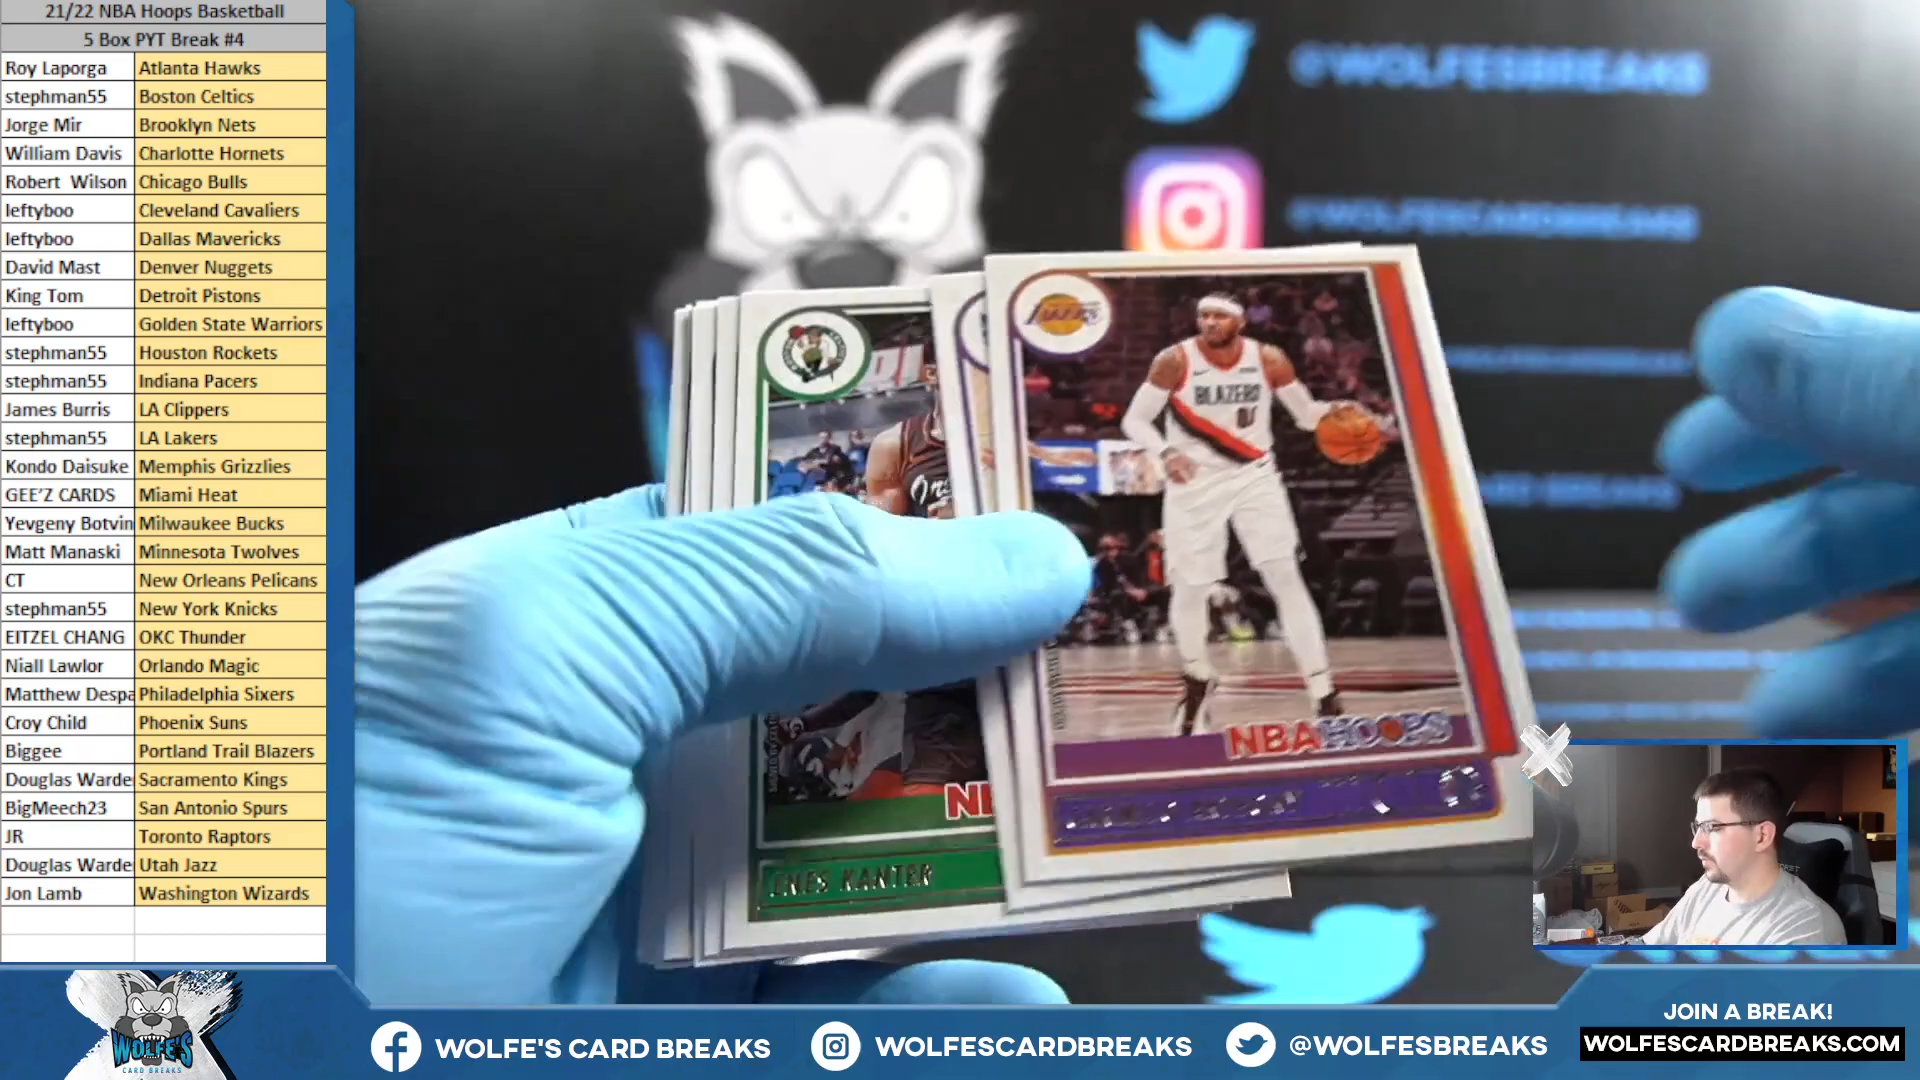 21/22 NBA Hoops Basketball
5 Box PYT Break #4
Roy Laporga Atlanta Hawks
stephman55 Boston Celtics
Jorge Mir Brooklyn Nets
William Davis Charlotte Hornets
Robert Wilson Chicago Bulls
leftyboo Cleveland Cavaliers
leftyboo Dallas Mavericks
David Mast Denver Nuggets
King Tom Detroit Pistons
leftyboo Golden State Warriors
stephman55 Houston Rockets
stephman55 Indiana Pacers
James Burris LA Clippers
stephman55 LA Lakers
Kondo Daisuke Memphis Grizzlies
GEE'Z CARDS Miami Heat
Yevgeny Botvin Milwaukee Bucks
Matt Manaski Minnesota Twolves
CT New Orleans Pelicans
stephman55 New York Knicks
EITZEL CHANG OKC Thunder
Niall Lawlor Orlando Magic
Matthew Despa Philadelphia Sixers
Croy Child Phoenix Suns
Biggee Portland Trail Blazers
Douglas Warde Sacramento Kings
BigMeech23 San Antonio Spurs
JR Toronto Raptors
Douglas Warde Utah Jazz
Jon Lamb Washington Wizards
@WOLFESBREAKS
@WOLFESCARDBREAKS
LAKERS
BLAZERS
NBA HOOPS
ENES KANTER
WOLFE'S
CARD BREAKS
WOLFE'S CARD BREAKS
WOLFESCARDBREAKS
@WOLFESBREAKS
JOIN A BREAK!
WOLFESCARDBREAKS.COM